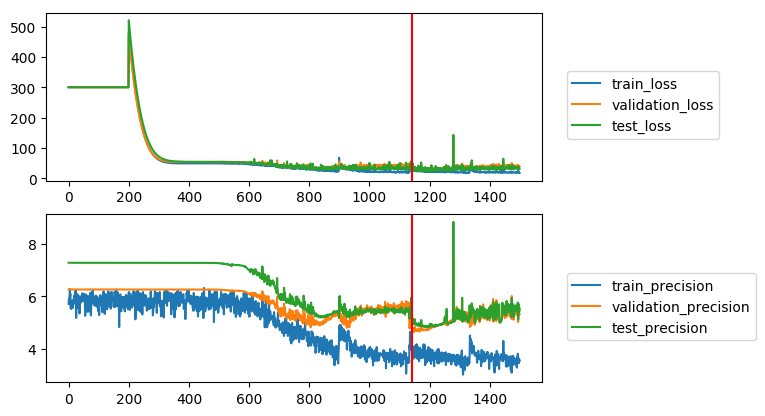 500
400
300
200
100
0
0 200 400 600 800 1000 1200 1400
train_loss
validation_loss
test_loss
8
6
4
0 200 400 600 800 1000 1200 1400
train_precision
validation_precision
test_precision